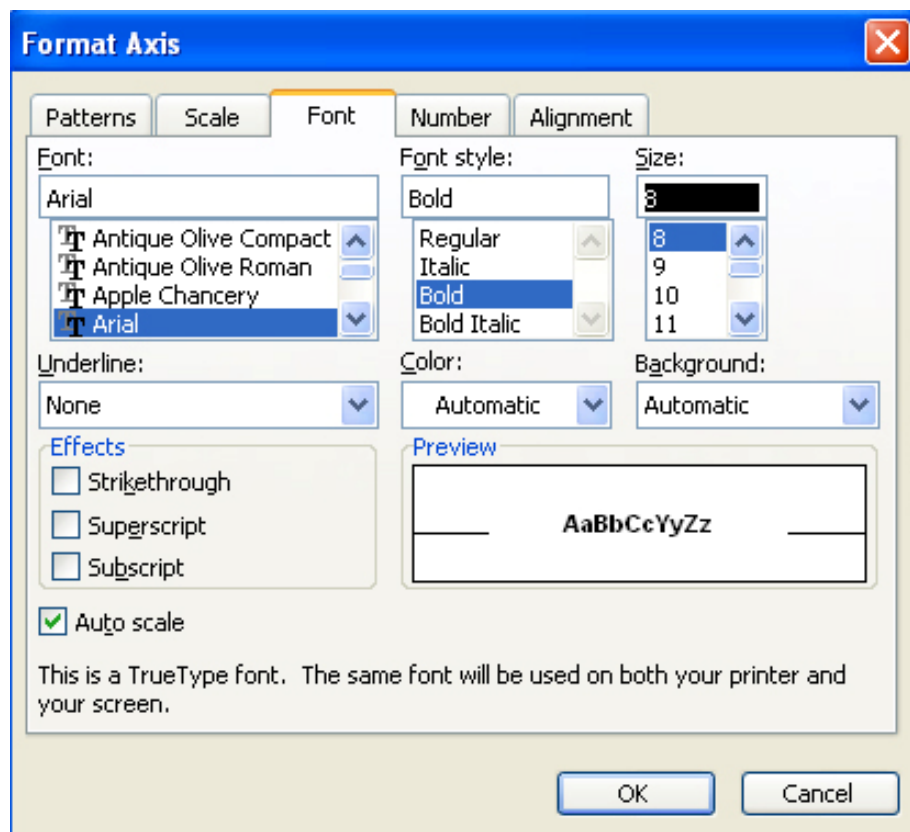 Format Axis
Patterns Scale Font Number Alignment
Font: Font style: Size:
Arial Bold 8
Antique Olive Compact Regular 8
Antique Olive Roman Italic 9
Apple Chancery Bold 10
Arial Bold Italic 11
Underline: Color: Background:
None Automatic Automatic
Effects Preview
Strikethrough
Superscript AaBbCcYyZz
Subscript
Auto scale
This is a TrueType font. The same font will be used on both your printer and
your screen.
OK Cancel